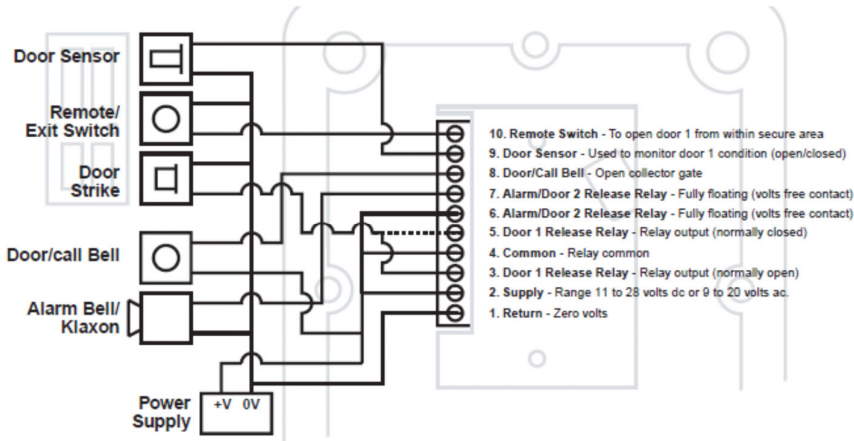 Door Sensor
Remote/
Exit Switch
Door
Strike
Door/call Bell
Alarm Bell/
Klaxon
Power
Supply
+V 0V
10. Remote Switch - To open door 1 from within secure area
9. Door Sensor - Used to monitor door 1 condition (open/closed)
8. Door/Call Bell - Open collector gate
7. Alarm/Door 2 Release Relay - Fully floating (volts free contact)
6. Alarm/Door 2 Release Relay - Fully floating (volts free contact)
5. Door 1 Release Relay - Relay output (normally closed)
4. Common - Relay common
3. Door 1 Release Relay - Relay output (normally open)
2. Supply - Range 11 to 28 volts dc or 9 to 20 volts ac.
1. Return - Zero volts